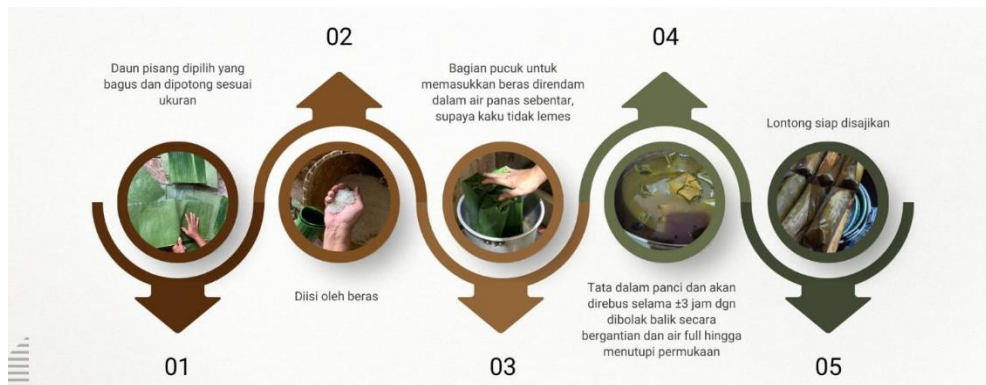 02
04
Daun pisang dipilih yang
bagus dan dipotong sesuai
ukuran
Bagian pucuk untuk
memasukkan beras direndam
dalam air panas sebentar,
supaya kaku tidak lemes
Lontong siap disajikan
Diisi oleh beras
Tata dalam panci dan akan
direbus selama ±3 jam dgn
dibolak balik secara
bergantian dan air full hingga
menutupi permukaan
01
03
05